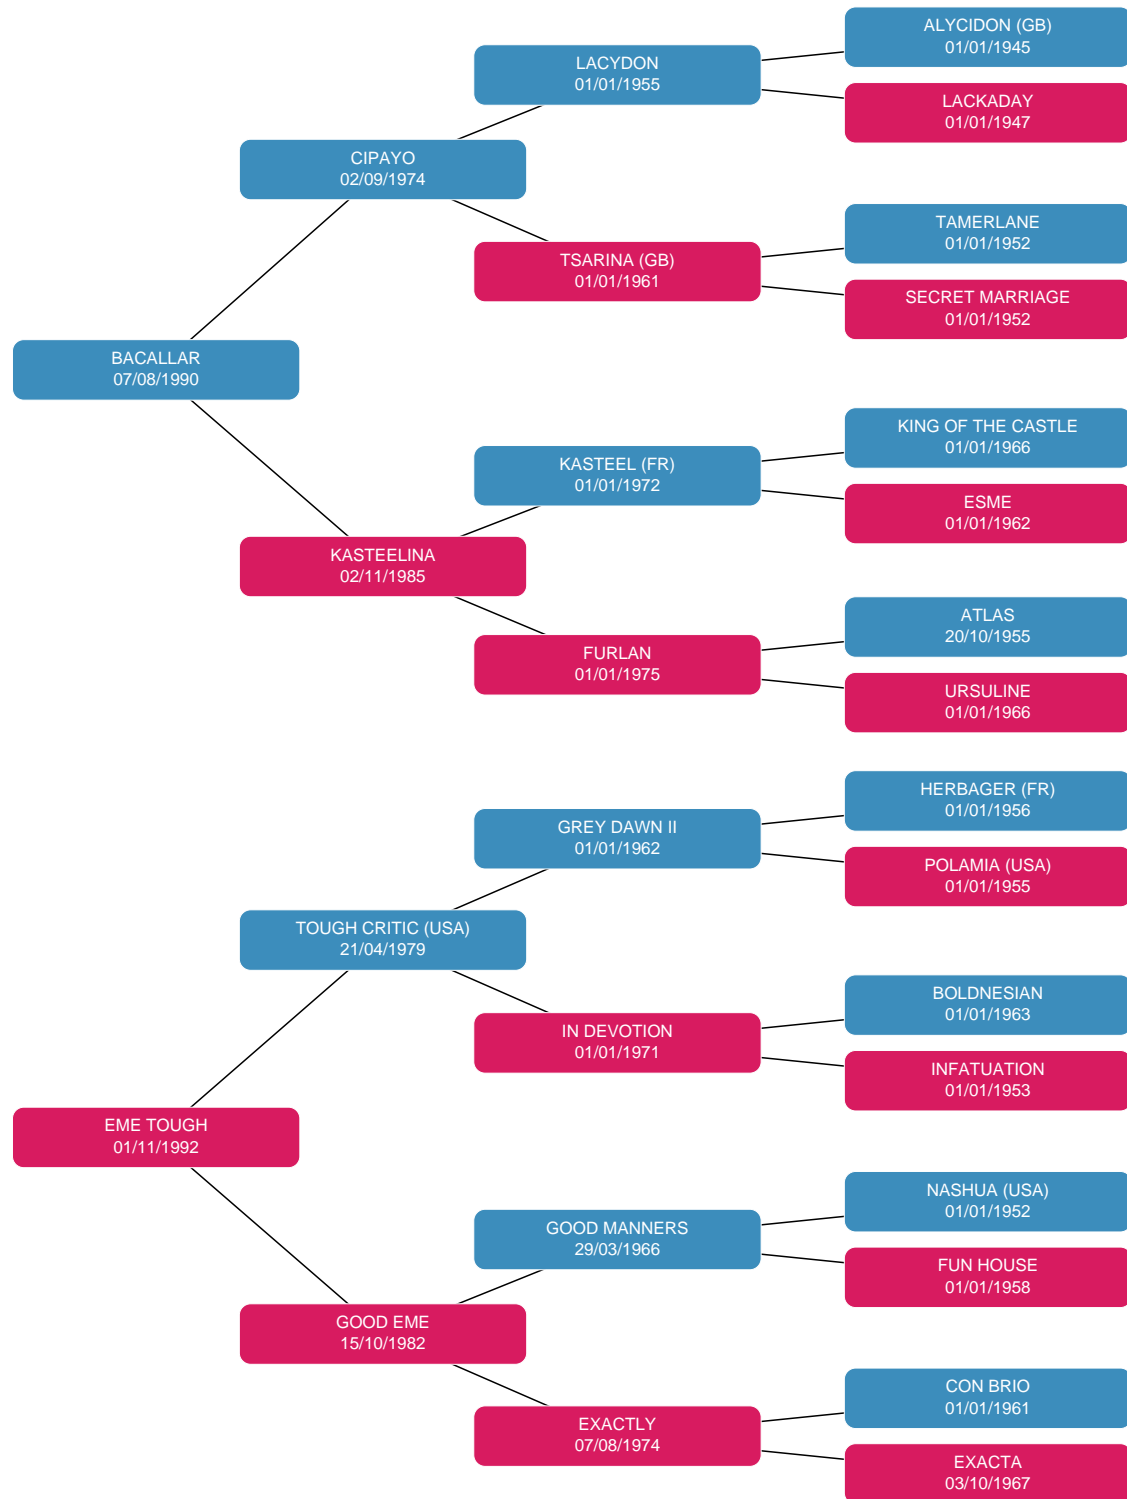 ALYCIDON (GB)
01/01/1945
LACYDON
01/01/1955
LACKADAY
01/01/1947
CIPAYO
02/09/1974
TAMERLANE
01/01/1952
TSARINA (GB)
01/01/1961
SECRET MARRIAGE
01/01/1952
BACALLAR
07/08/1990
KING OF THE CASTLE
01/01/1966
KASTEEL (FR)
01/01/1972
ESME
01/01/1962
KASTEELINA
02/11/1985
ATLAS
20/10/1955
FURLAN
01/01/1975
URSULINE
01/01/1966
HERBAGER (FR)
01/01/1956
GREY DAWN II
01/01/1962
POLAMIA (USA)
01/01/1955
TOUGH CRITIC (USA)
21/04/1979
BOLDNESIAN
01/01/1963
IN DEVOTION
01/01/1971
INFATUATION
01/01/1953
EME TOUGH
01/11/1992
NASHUA (USA)
01/01/1952
GOOD MANNERS
29/03/1966
FUN HOUSE
01/01/1958
GOOD EME
15/10/1982
CON BRIO
01/01/1961
EXACTLY
07/08/1974
EXACTA
03/10/1967